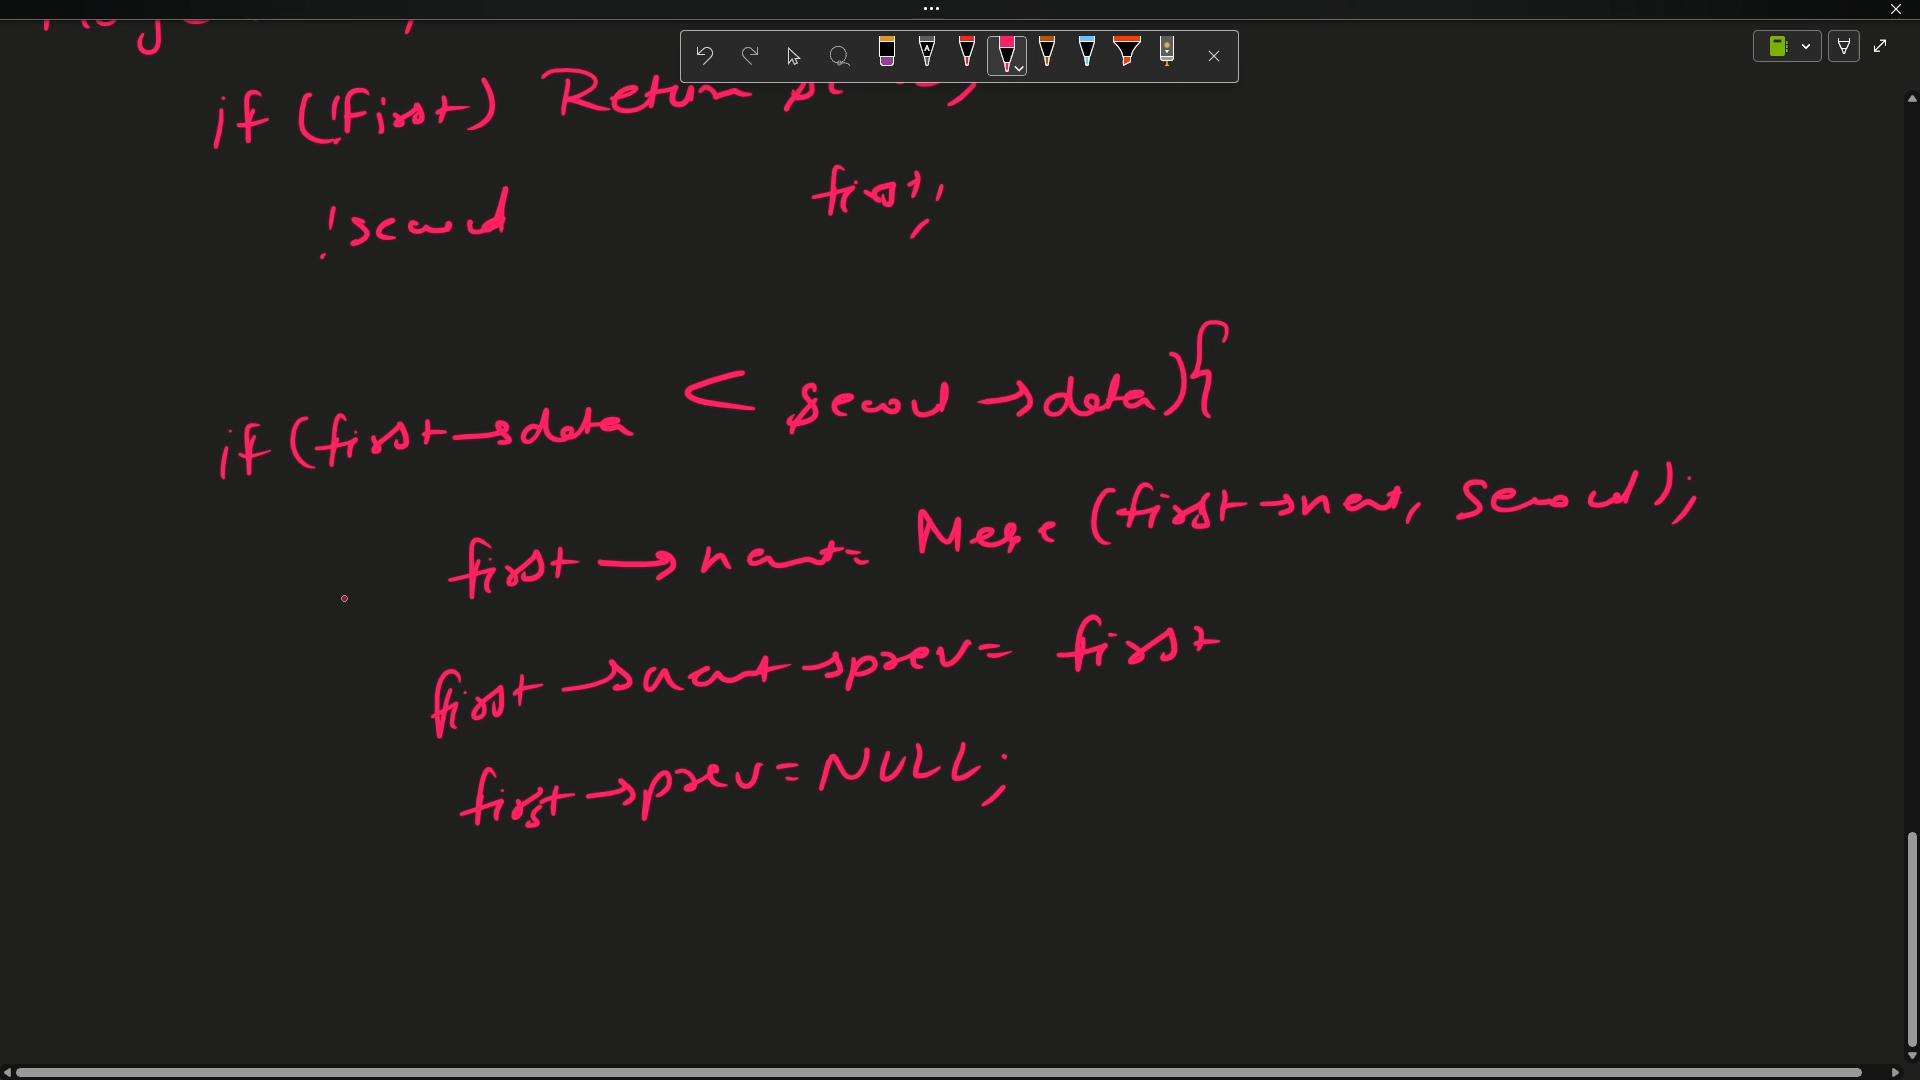 if (!First) Return
!second first;
if (first→data < second →data){
first → next= Merge (first→next, Second);
first →next →prev= first
first →prev = NULL;